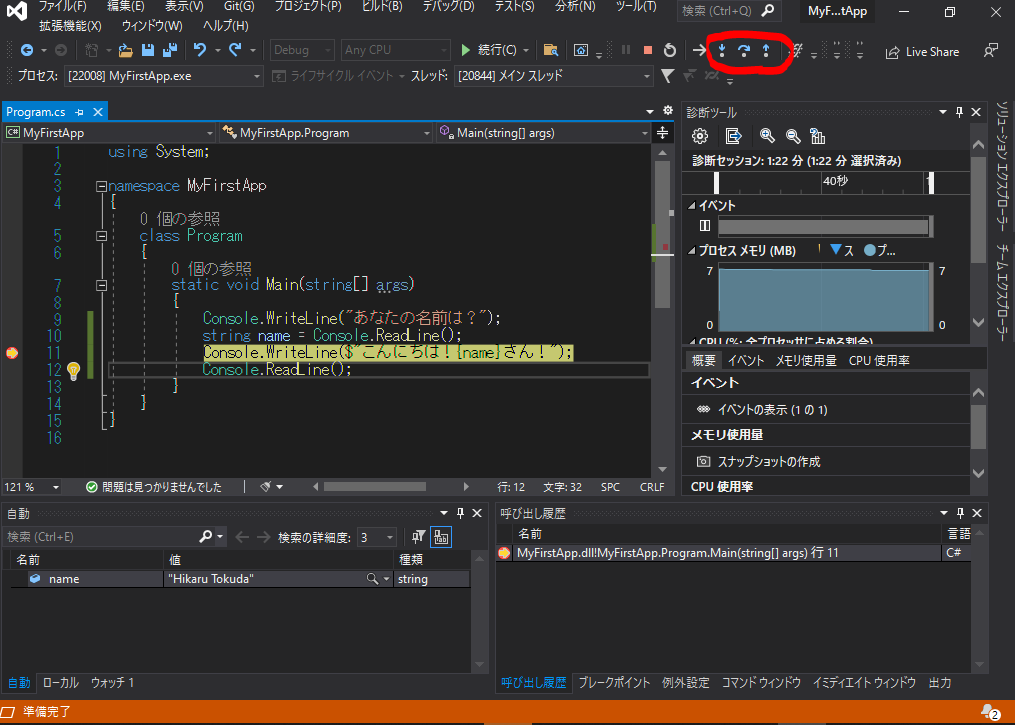 ファイル(F) 編集(E) 表示(V) Git(G) プロジェクト(P) ビルド(B) デバッグ(D) テスト(S) 分析(N) ツール(T) 検索 (Ctrl+Q) MyF...tApp
拡張機能(X) ウィンドウ(W) ヘルプ(H)
Debug Any CPU 続行(C) Live Share
プロセス: [22008] MyFirstApp.exe ライフサイクル イベント スレッド: [20844] メイン スレッド
Program.cs
MyFirstApp MyFirstApp.Program Main(string[] args)
1 using System;
2
3 namespace MyFirstApp
4 {
0 個の参照
5 class Program
6 {
0 個の参照
7 static void Main(string[] args)
8 {
9 Console.WriteLine("あなたの名前は？");
10 string name = Console.ReadLine();
11 Console.WriteLine($"こんにちは！{name}さん！");
12 Console.ReadLine();
13 }
14 }
15 }
16
121 % 問題は見つかりませんでした 行: 12 文字: 32 SPC CRLF
診断ツール
診断セッション: 1:22 分 (1:22 分 選択済み)
40秒
イベント
プロセス メモリ (MB) ス プ...
7 7
0 0
CPU (%: 全プロセッサに占める割合)
概要 イベント メモリ使用量 CPU 使用率
イベント
イベントの表示 (1 の 1)
メモリ使用量
スナップショットの作成
CPU 使用率
ソリューション エクスプローラー
チーム エクスプローラー
自動
検索 (Ctrl+E) 検索の詳細度: 3
名前 値 種類
name "Hikaru Tokuda" string
自動 ローカル ウォッチ 1
呼び出し履歴
名前 言語
MyFirstApp.dll!MyFirstApp.Program.Main(string[] args) 行 11 C#
呼び出し履歴 ブレークポイント 例外設定 コマンド ウィンドウ イミディエイト ウィンドウ 出力
準備完了 2